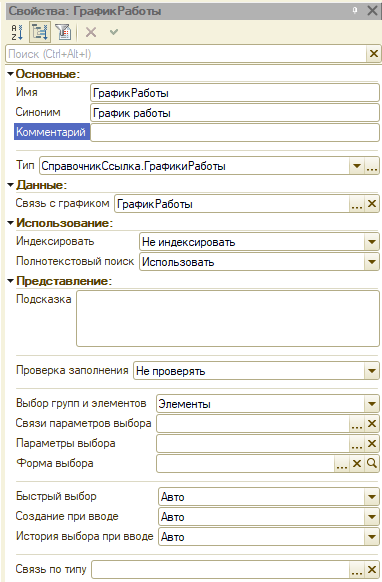 Свойства: ГрафикРаботы
Поиск (Ctrl+Alt+I)
Основные:
Имя ГрафикРаботы
Синоним График работы
Комментарий
Тип СправочникСсылка.ГрафикиРаботы
Данные:
Связь с графиком ГрафикРаботы
Использование:
Индексировать Не индексировать
Полнотекстовый поиск Использовать
Представление:
Подсказка
Проверка заполнения Не проверять
Выбор групп и элементов Элементы
Связи параметров выбора
Параметры выбора
Форма выбора
Быстрый выбор Авто
Создание при вводе Авто
История выбора при вводе Авто
Связь по типу